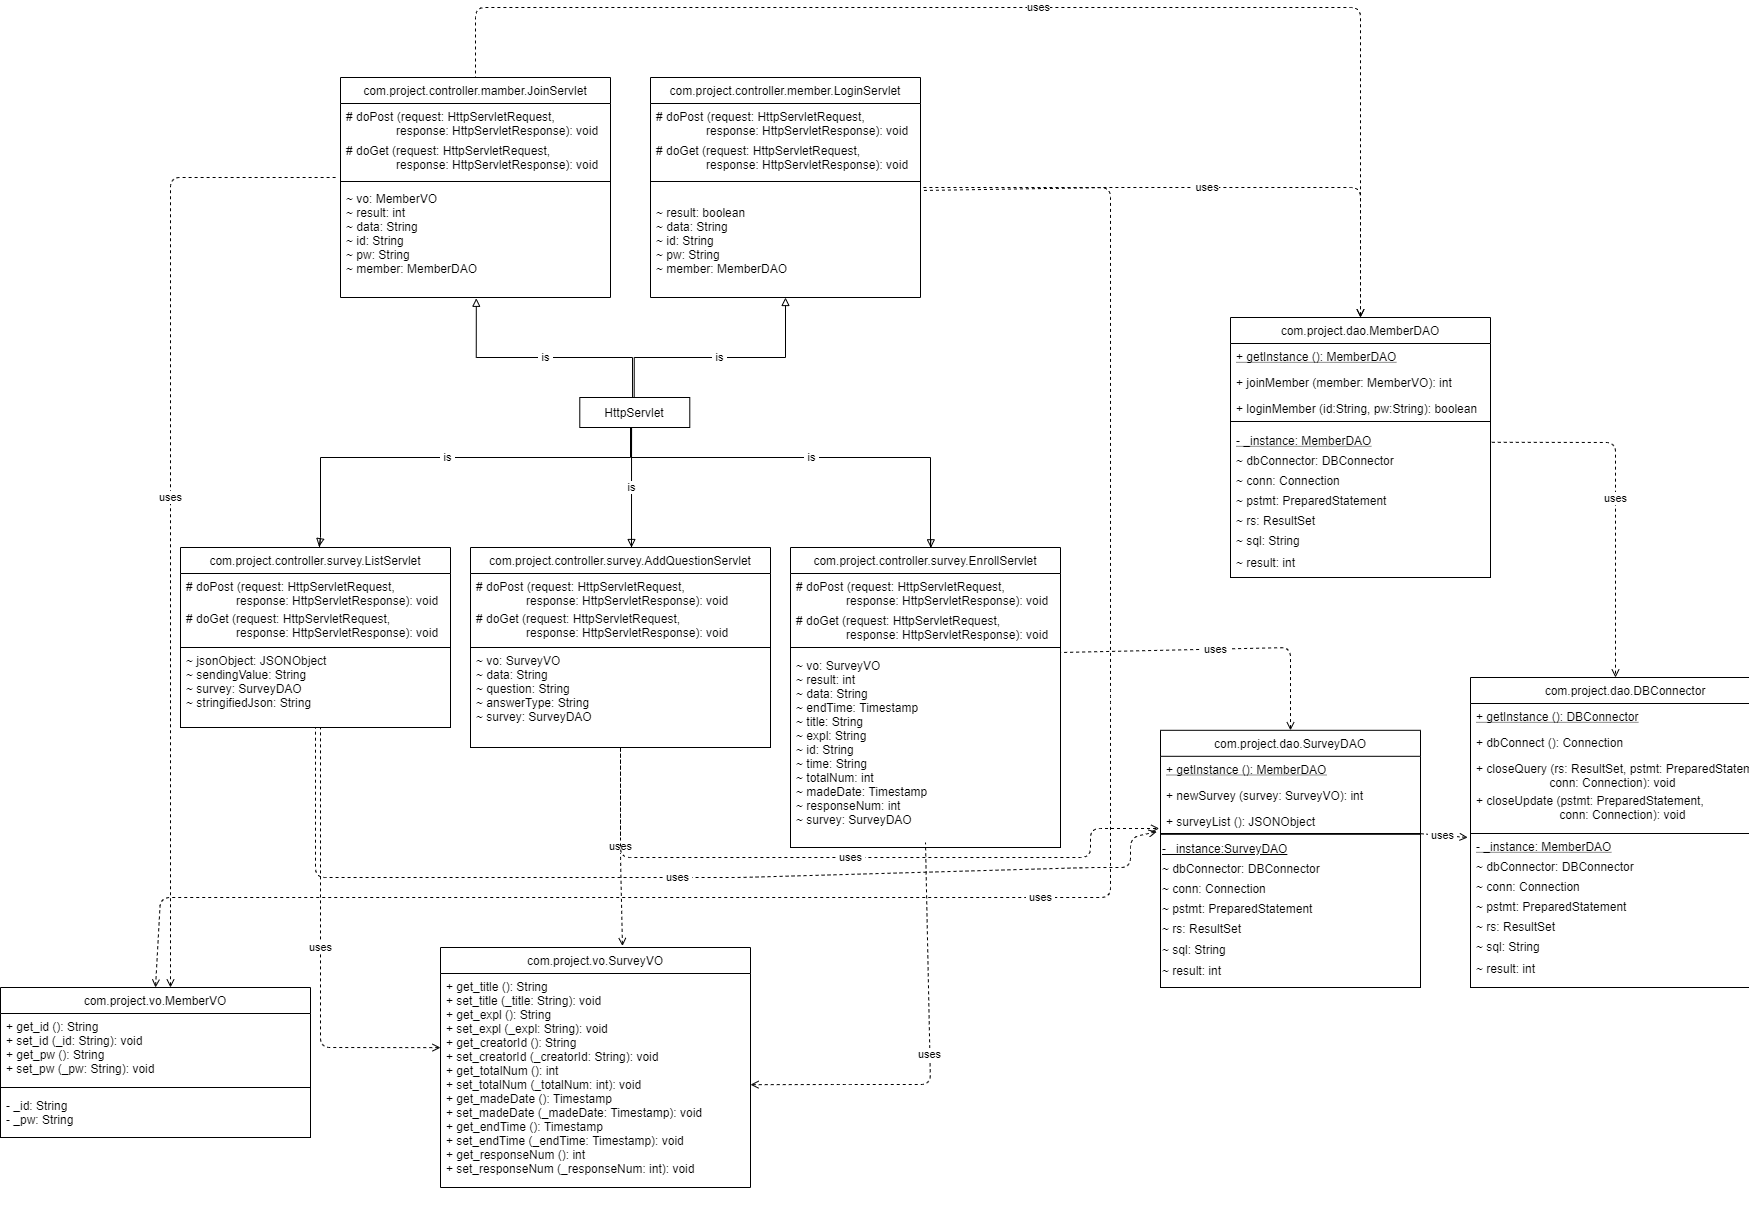 uses
com.project.controller.mamber.JoinServlet
# doPost (request: HttpServletRequest,
response: HttpServletResponse): void
# doGet (request: HttpServletRequest,
response: HttpServletResponse): void
~ vo: MemberVO
~ result: int
~ data: String
~ id: String
~ pw: String
~ member: MemberDAO
com.project.controller.member.LoginServlet
# doPost (request: HttpServletRequest,
response: HttpServletResponse): void
# doGet (request: HttpServletRequest,
response: HttpServletResponse): void
~ result: boolean
~ data: String
~ id: String
~ pw: String
~ member: MemberDAO
uses
is
is
HttpServlet
is
is
is
uses
com.project.dao.MemberDAO
+ getInstance (): MemberDAO
+ joinMember (member: MemberVO): int
+ loginMember (id:String, pw:String): boolean
- _instance: MemberDAO
~ dbConnector: DBConnector
~ conn: Connection
~ pstmt: PreparedStatement
~ rs: ResultSet
~ sql: String
~ result: int
uses
com.project.controller.survey.ListServlet
# doPost (request: HttpServletRequest,
response: HttpServletResponse): void
# doGet (request: HttpServletRequest,
response: HttpServletResponse): void
~ jsonObject: JSONObject
~ sendingValue: String
~ survey: SurveyDAO
~ stringifiedJson: String
com.project.controller.survey.AddQuestionServlet
# doPost (request: HttpServletRequest,
response: HttpServletResponse): void
# doGet (request: HttpServletRequest,
response: HttpServletResponse): void
~ vo: SurveyVO
~ data: String
~ question: String
~ answerType: String
~ survey: SurveyDAO
com.project.controller.survey.EnrollServlet
# doPost (request: HttpServletRequest,
response: HttpServletResponse): void
# doGet (request: HttpServletRequest,
response: HttpServletResponse): void
~ vo: SurveyVO
~ result: int
~ data: String
~ endTime: Timestamp
~ title: String
~ expl: String
~ id: String
~ time: String
~ totalNum: int
~ madeDate: Timestamp
~ responseNum: int
~ survey: SurveyDAO
uses
com.project.dao.SurveyDAO
+ getInstance (): MemberDAO
+ newSurvey (survey: SurveyVO): int
+ surveyList (): JSONObject
- _instance:SurveyDAO
~ dbConnector: DBConnector
~ conn: Connection
~ pstmt: PreparedStatement
~ rs: ResultSet
~ sql: String
~ result: int
uses
com.project.dao.DBConnector
+ getInstance (): DBConnector
+ dbConnect (): Connection
+ closeQuery (rs: ResultSet, pstmt: PreparedStatem
conn: Connection): void
+ closeUpdate (pstmt: PreparedStatement,
conn: Connection): void
- _instance: MemberDAO
~ dbConnector: DBConnector
~ conn: Connection
~ pstmt: PreparedStatement
~ rs: ResultSet
~ sql: String
~ result: int
uses
uses
uses
uses
uses
uses
com.project.vo.MemberVO
+ get_id (): String
+ set_id (_id: String): void
+ get_pw (): String
+ set_pw (_pw: String): void
- _id: String
- _pw: String
com.project.vo.SurveyVO
+ get_title (): String
+ set_title (_title: String): void
+ get_expl (): String
+ set_expl (_expl: String): void
+ get_creatorId (): String
+ set_creatorId (_creatorId: String): void
+ get_totalNum (): int
+ set_totalNum (_totalNum: int): void
+ get_madeDate (): Timestamp
+ set_madeDate (_madeDate: Timestamp): void
+ get_endTime (): Timestamp
+ set_endTime (_endTime: Timestamp): void
+ get_responseNum (): int
+ set_responseNum (_responseNum: int): void